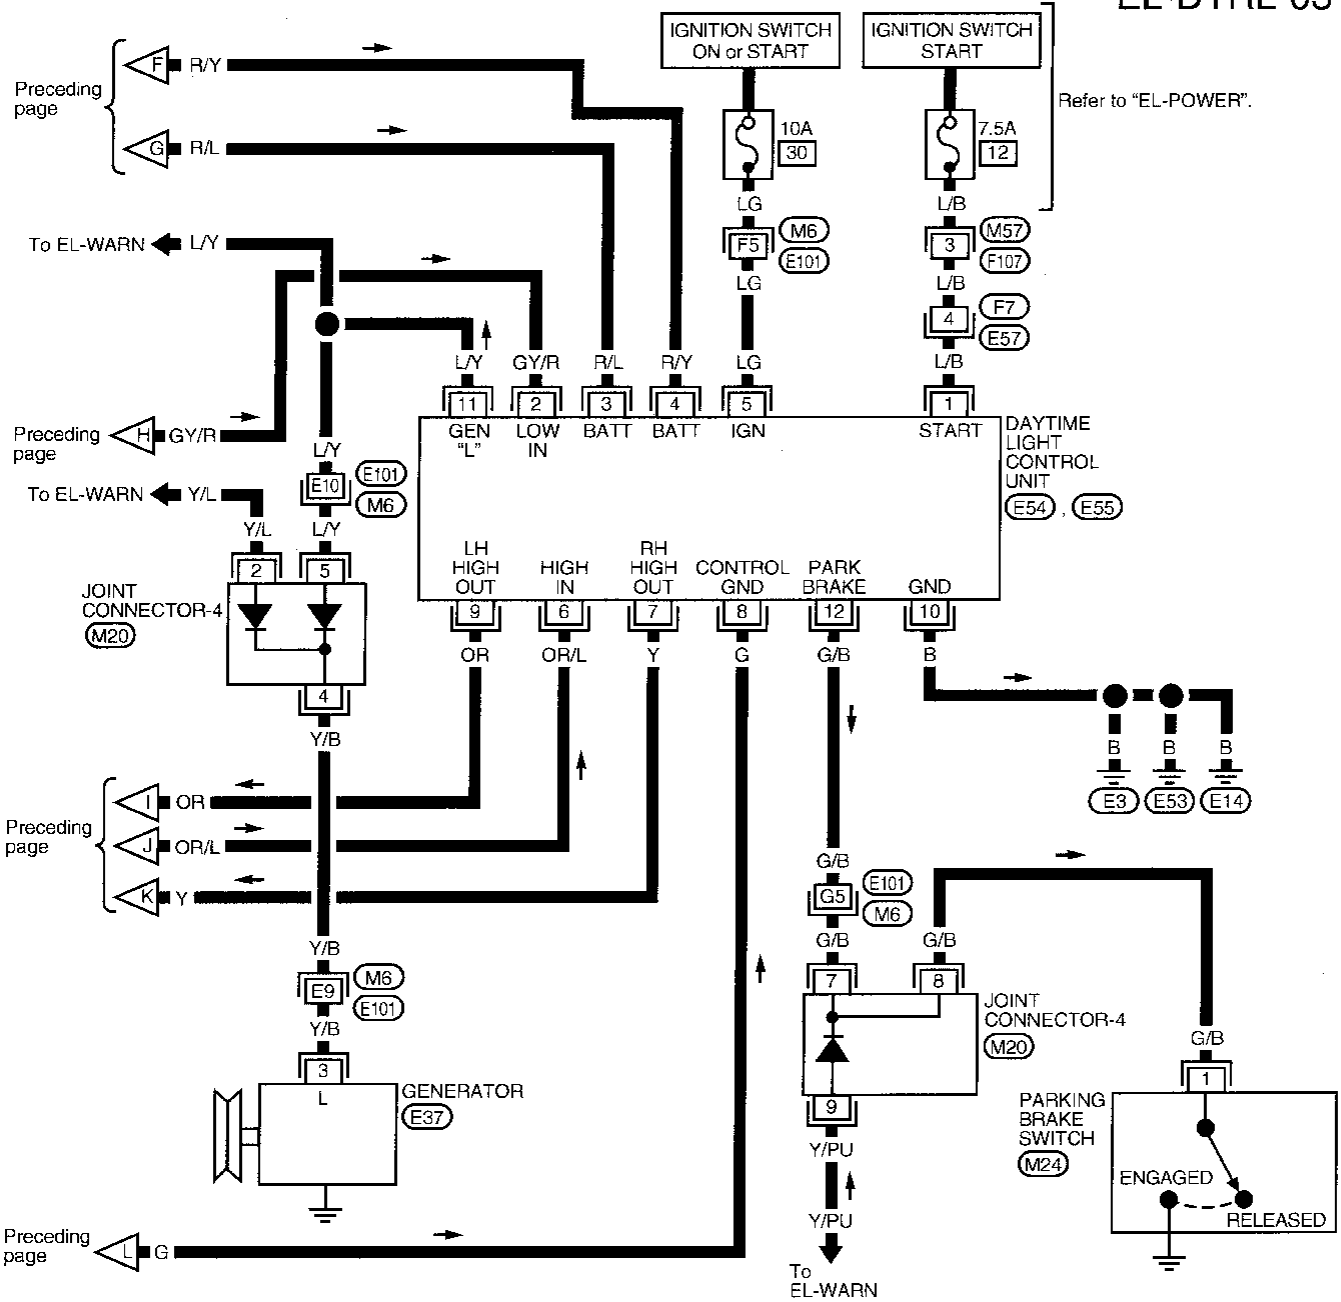 IGNITION SWITCH
ON or START
IGNITION SWITCH
START
Refer to “EL-POWER”.
Preceding
page
F R/Y
G R/L
10A
30
7.5A
12
LG
L/B
F5
M6
E101
3
M57
F107
LG
L/B
4
F7
E57
To EL-WARN L/Y
L/Y
GY/R
R/L
R/Y
LG
L/B
11
2
3
4
5
1
GEN
“L”
LOW
IN
BATT
BATT
IGN
START
DAYTIME
LIGHT
CONTROL
UNIT
E54 , E55
Preceding
page
H GY/R
L/Y
E10
E101
M6
To EL-WARN Y/L
Y/L
L/Y
2
5
JOINT
CONNECTOR-4
M20
4
Y/B
LH
HIGH
OUT
HIGH
IN
RH
HIGH
OUT
CONTROL
GND
PARK
BRAKE
GND
9
6
7
8
12
10
OR
OR/L
Y
G
G/B
B
B
B
B
E3
E53
E14
Preceding
page
I OR
J OR/L
K Y
G/B
G5
E101
M6
G/B
G/B
Y/B
E9
M6
E101
Y/B
3
L
GENERATOR
E37
7
8
JOINT
CONNECTOR-4
M20
9
Y/PU
Y/PU
To
EL-WARN
G/B
1
PARKING
BRAKE
SWITCH
M24
ENGAGED
RELEASED
Preceding
page
L G